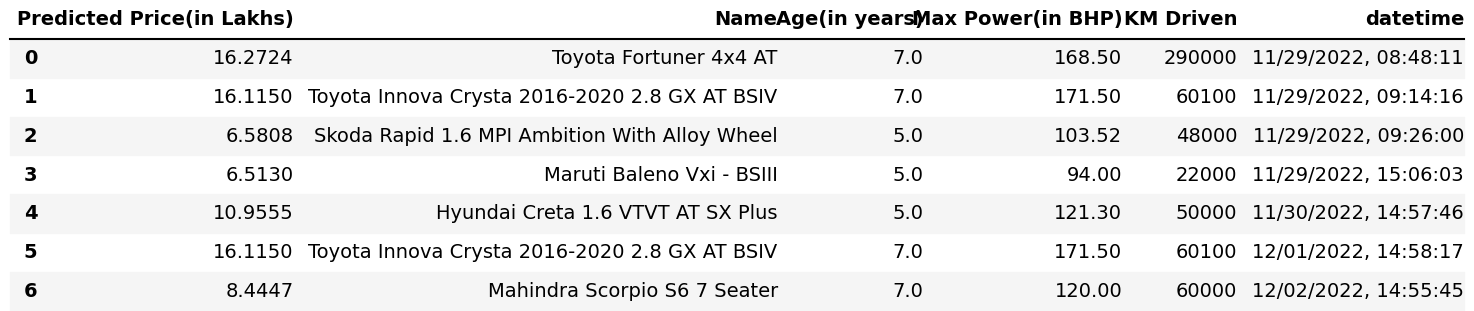 Predicted Price(in Lakhs) Name Age(in years) Max Power(in BHP) KM Driven datetime
0 16.2724 Toyota Fortuner 4x4 AT 7.0 168.50 290000 11/29/2022, 08:48:11
1 16.1150 Toyota Innova Crysta 2016-2020 2.8 GX AT BSIV 7.0 171.50 60100 11/29/2022, 09:14:16
2 6.5808 Skoda Rapid 1.6 MPI Ambition With Alloy Wheel 5.0 103.52 48000 11/29/2022, 09:26:00
3 6.5130 Maruti Baleno Vxi - BSIII 5.0 94.00 22000 11/29/2022, 15:06:03
4 10.9555 Hyundai Creta 1.6 VTVT AT SX Plus 5.0 121.30 50000 11/30/2022, 14:57:46
5 16.1150 Toyota Innova Crysta 2016-2020 2.8 GX AT BSIV 7.0 171.50 60100 12/01/2022, 14:58:17
6 8.4447 Mahindra Scorpio S6 7 Seater 7.0 120.00 60000 12/02/2022, 14:55:45